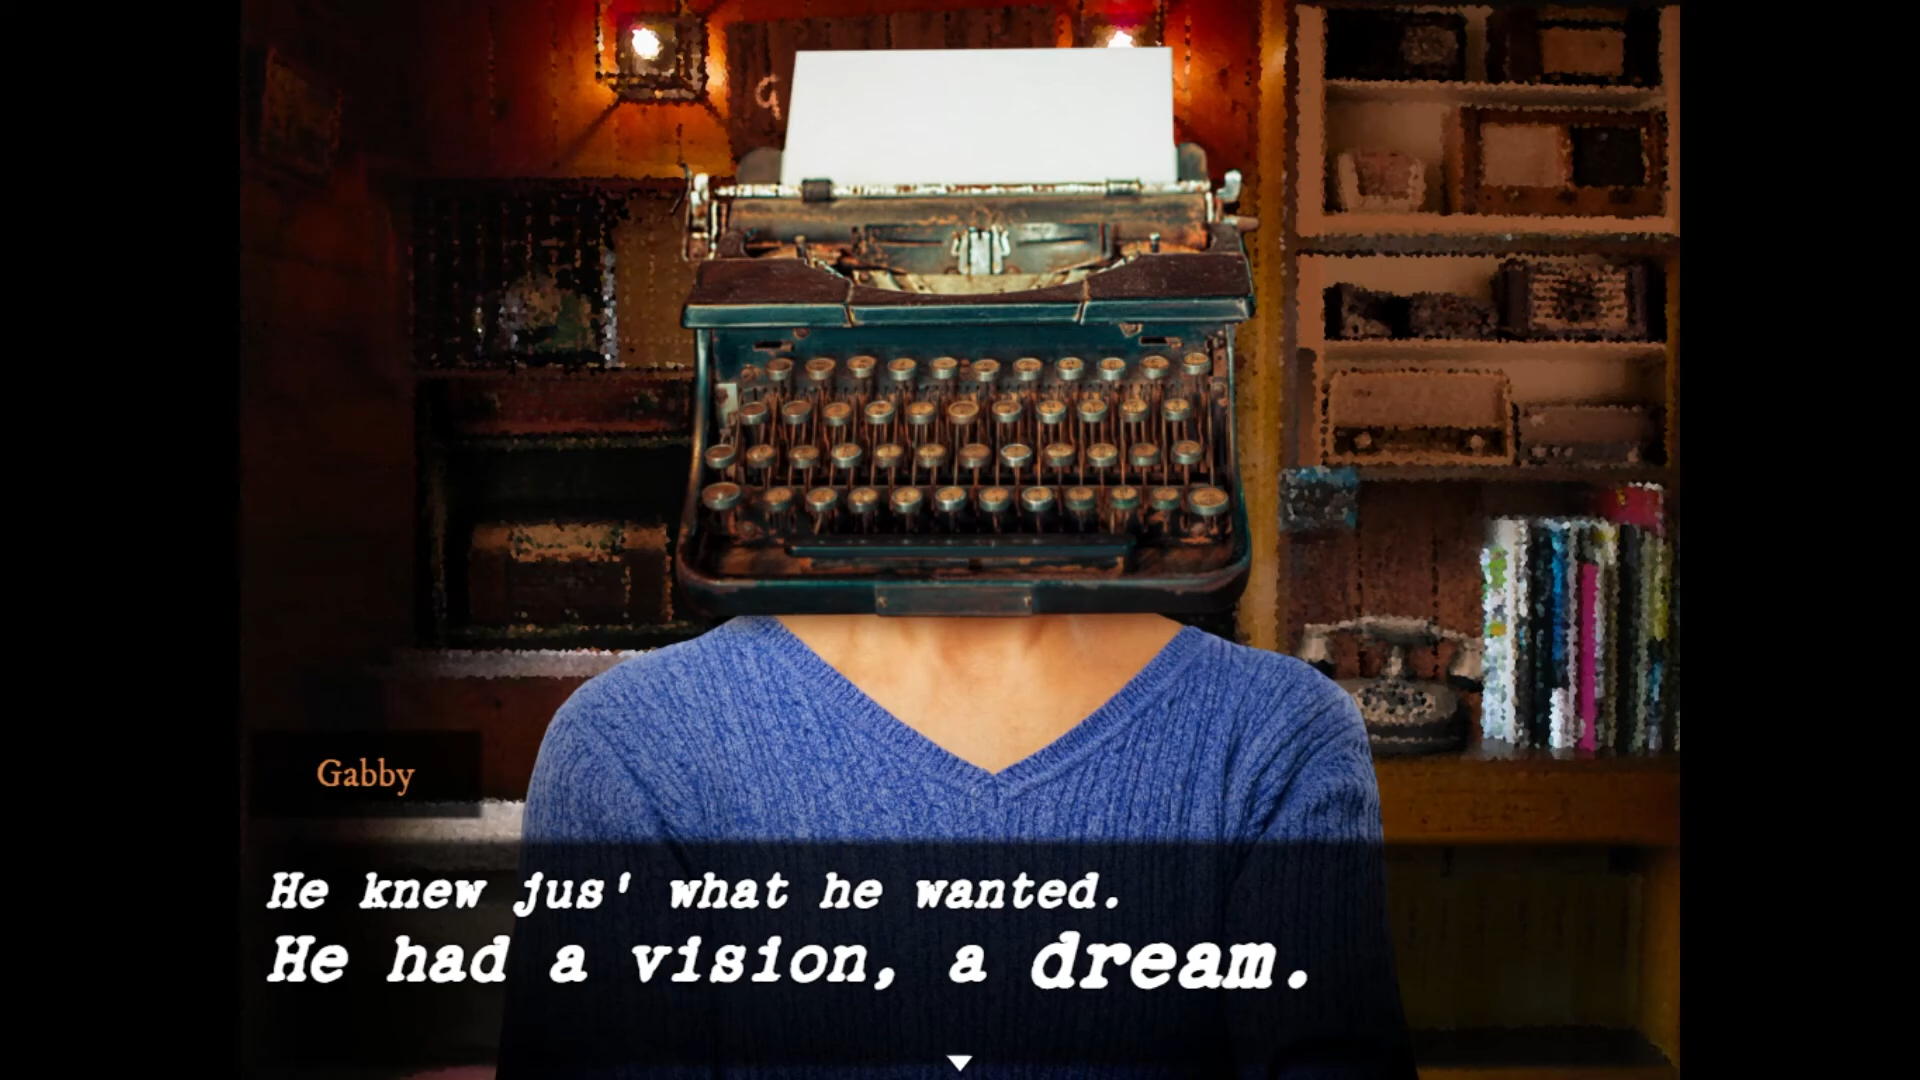 Gabby
He knew jus' what he wanted.
He had a vision, a dream.